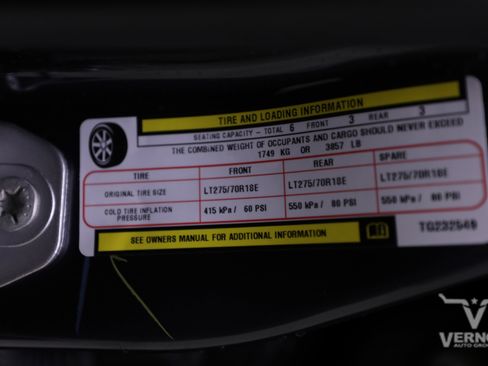 TIRE AND LOADING INFORMATION
SEATING CAPACITY – TOTAL 6 FRONT 3 REAR 3
THE COMBINED WEIGHT OF OCCUPANTS AND CARGO SHOULD NEVER EXCEED
1749 KG OR 3857 LB
TIRE FRONT REAR SPARE
ORIGINAL TIRE SIZE LT275/70R18E LT275/70R18E LT275/70R18E
COLD TIRE INFLATION PRESSURE 415 kPa / 60 PSI 550 kPa / 80 PSI 550 kPa / 80 PSI
SEE OWNERS MANUAL FOR ADDITIONAL INFORMATION
AUTO GRO